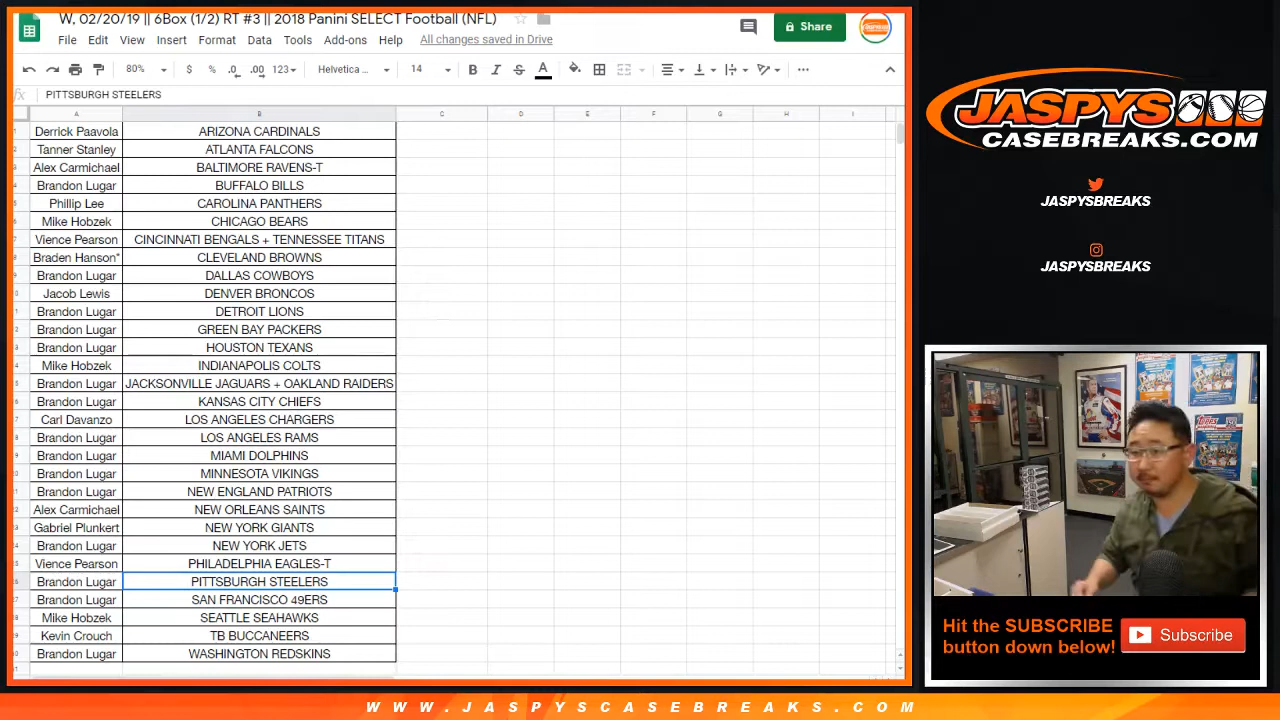 W, 02/20/19 || 6Box (1/2) RT #3 || 2018 Panini SELECT Football (NFL)
File Edit View Insert Format Data Tools Add-ons Help All changes saved in Drive
Share
80% $ % .0 .00 123 Helvetica ... 14 B I S A
fx PITTSBURGH STEELERS
A B C D E F G H I
Derrick Paavola ARIZONA CARDINALS
Tanner Stanley ATLANTA FALCONS
Alex Carmichael BALTIMORE RAVENS-T
Brandon Lugar BUFFALO BILLS
Phillip Lee CAROLINA PANTHERS
Mike Hobzek CHICAGO BEARS
Vience Pearson CINCINNATI BENGALS + TENNESSEE TITANS
Braden Hanson* CLEVELAND BROWNS
Brandon Lugar DALLAS COWBOYS
Jacob Lewis DENVER BRONCOS
Brandon Lugar DETROIT LIONS
Brandon Lugar GREEN BAY PACKERS
Brandon Lugar HOUSTON TEXANS
Mike Hobzek INDIANAPOLIS COLTS
Brandon Lugar JACKSONVILLE JAGUARS + OAKLAND RAIDERS
Brandon Lugar KANSAS CITY CHIEFS
Carl Davanzo LOS ANGELES CHARGERS
Brandon Lugar LOS ANGELES RAMS
Brandon Lugar MIAMI DOLPHINS
Brandon Lugar MINNESOTA VIKINGS
Brandon Lugar NEW ENGLAND PATRIOTS
Alex Carmichael NEW ORLEANS SAINTS
Gabriel Plunkert NEW YORK GIANTS
Brandon Lugar NEW YORK JETS
Vience Pearson PHILADELPHIA EAGLES-T
Brandon Lugar PITTSBURGH STEELERS
Brandon Lugar SAN FRANCISCO 49ERS
Mike Hobzek SEATTLE SEAHAWKS
Kevin Crouch TB BUCCANEERS
Brandon Lugar WASHINGTON REDSKINS
JASPYS
CASEBREAKS.COM
JASPYSBREAKS
JASPYSBREAKS
Hit the SUBSCRIBE
button down below!
Subscribe
WWW.JASPYSCASEBREAKS.COM